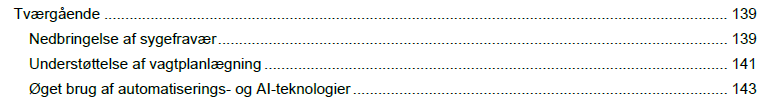 Tværgående ........................................................................................................................ 139
Nedbringelse af sygefravær.................................................................................................. 139
Understøttelse af vagtplanlægning ......................................................................................... 141
Øget brug af automatiserings- og AI-teknologier ........................................................................ 143